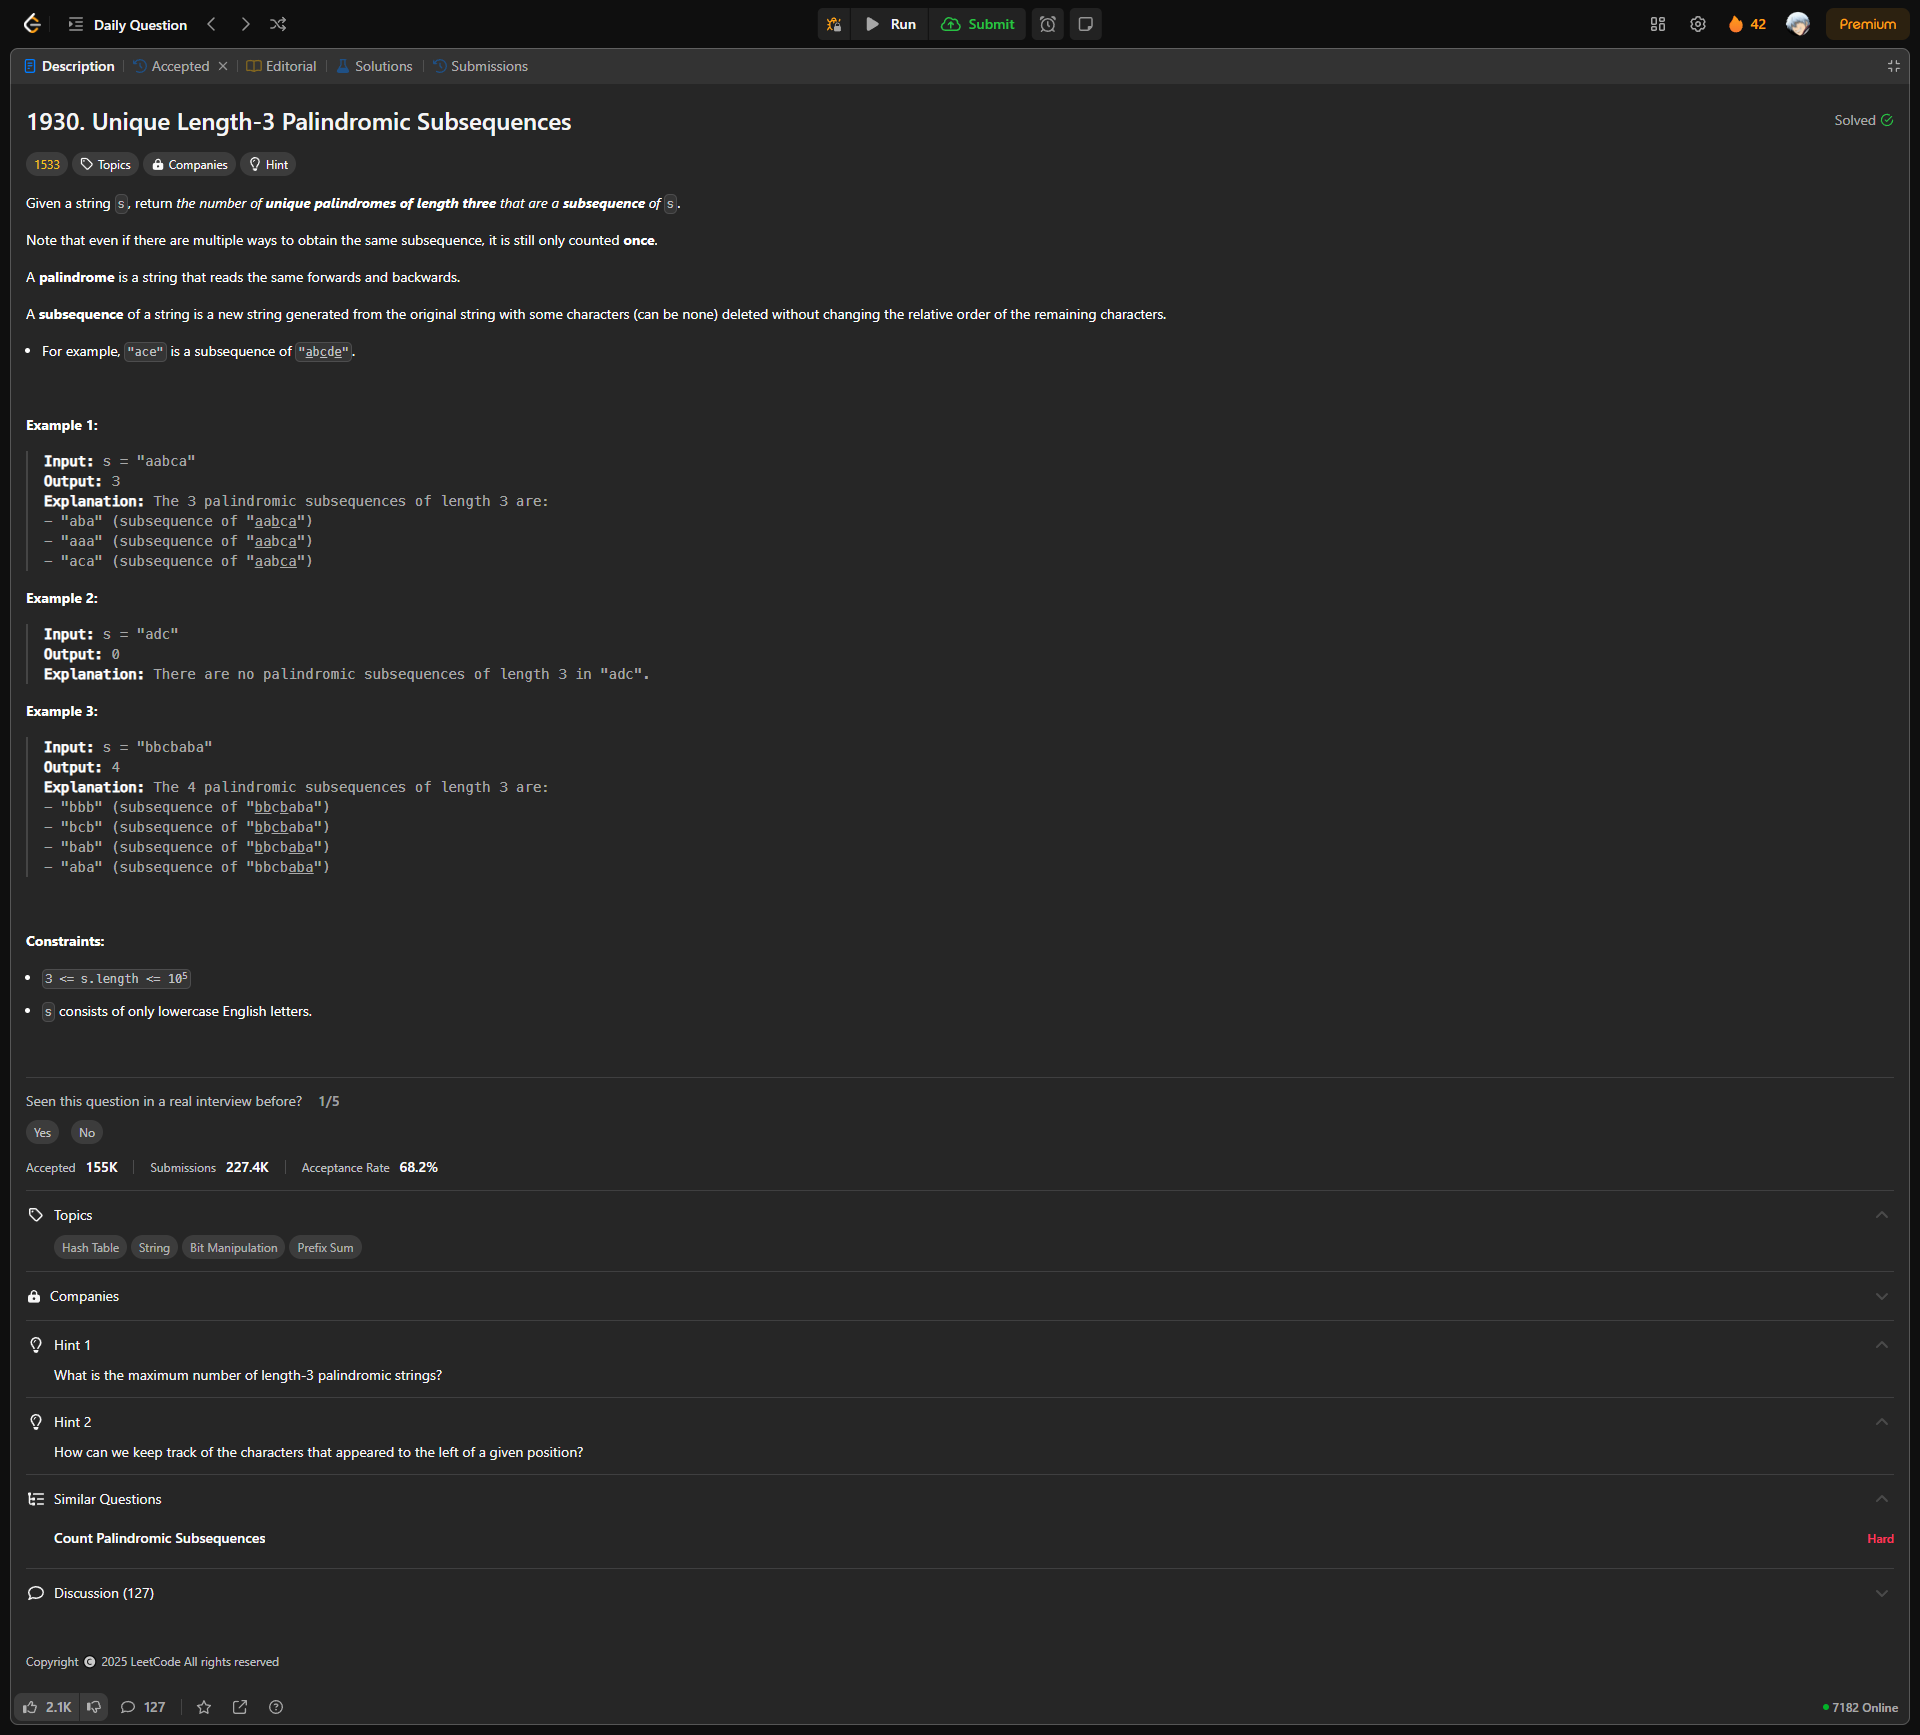 Daily Question
Run
Submit
42
Premium
Description
Accepted
Editorial
Solutions
Submissions
1930. Unique Length-3 Palindromic Subsequences
Solved
1533 Topics Companies Hint
Given a string s, return the number of unique palindromes of length three that are a subsequence of s.
Note that even if there are multiple ways to obtain the same subsequence, it is still only counted once.
A palindrome is a string that reads the same forwards and backwards.
A subsequence of a string is a new string generated from the original string with some characters (can be none) deleted without changing the relative order of the remaining characters.
• For example, "ace" is a subsequence of "abcde".
Example 1:
Input: s = "aabca"
Output: 3
Explanation: The 3 palindromic subsequences of length 3 are:
- "aba" (subsequence of "aabca")
- "aaa" (subsequence of "aabca")
- "aca" (subsequence of "aabca")
Example 2:
Input: s = "adc"
Output: 0
Explanation: There are no palindromic subsequences of length 3 in "adc".
Example 3:
Input: s = "bbcbaba"
Output: 4
Explanation: The 4 palindromic subsequences of length 3 are:
- "bbb" (subsequence of "bbcbaba")
- "bcb" (subsequence of "bbcbaba")
- "bab" (subsequence of "bbcbaba")
- "aba" (subsequence of "bbcbaba")
Constraints:
• 3 <= s.length <= 10⁵
• s consists of only lowercase English letters.
Seen this question in a real interview before? 1/5
Yes No
Accepted 155K Submissions 227.4K Acceptance Rate 68.2%
Topics
Hash Table String Bit Manipulation Prefix Sum
Companies
Hint 1
What is the maximum number of length-3 palindromic strings?
Hint 2
How can we keep track of the characters that appeared to the left of a given position?
Similar Questions
Count Palindromic Subsequences Hard
Discussion (127)
Copyright © 2025 LeetCode All rights reserved
2.1K 127 7182 Online